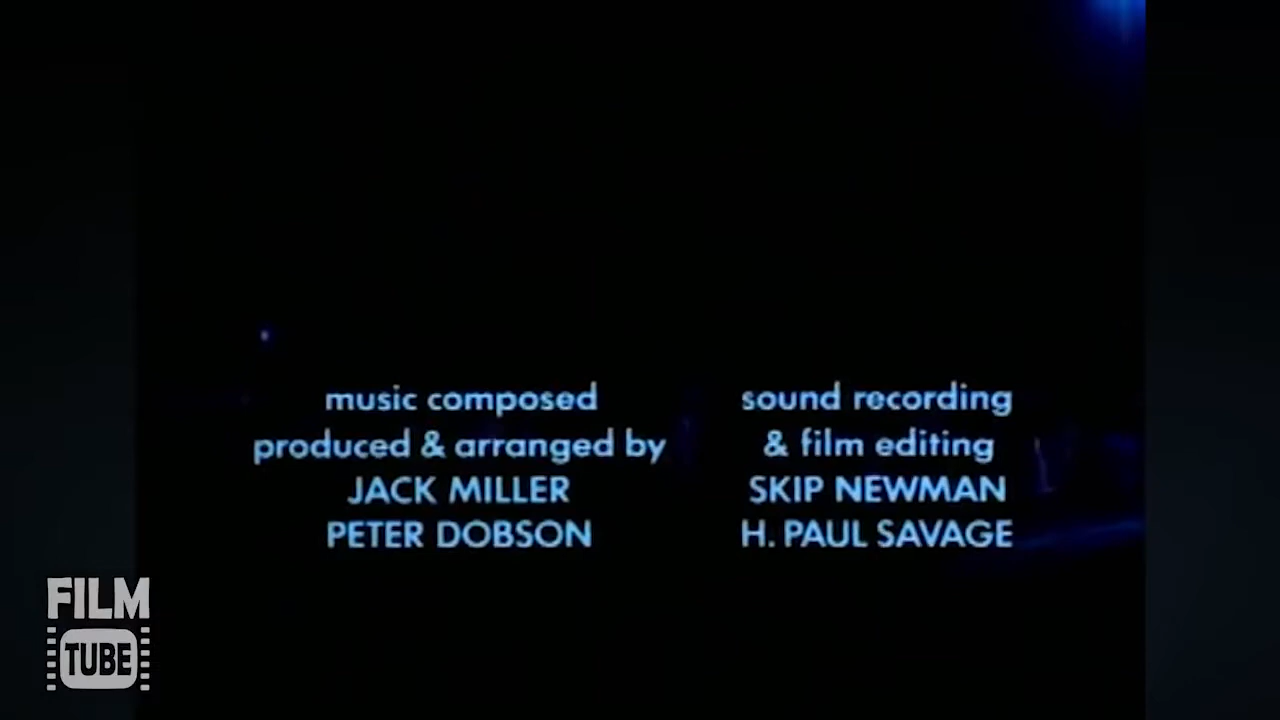 music composed
produced & arranged by
JACK MILLER
PETER DOBSON
sound recording
& film editing
SKIP NEWMAN
H. PAUL SAVAGE
FILM
TUBE